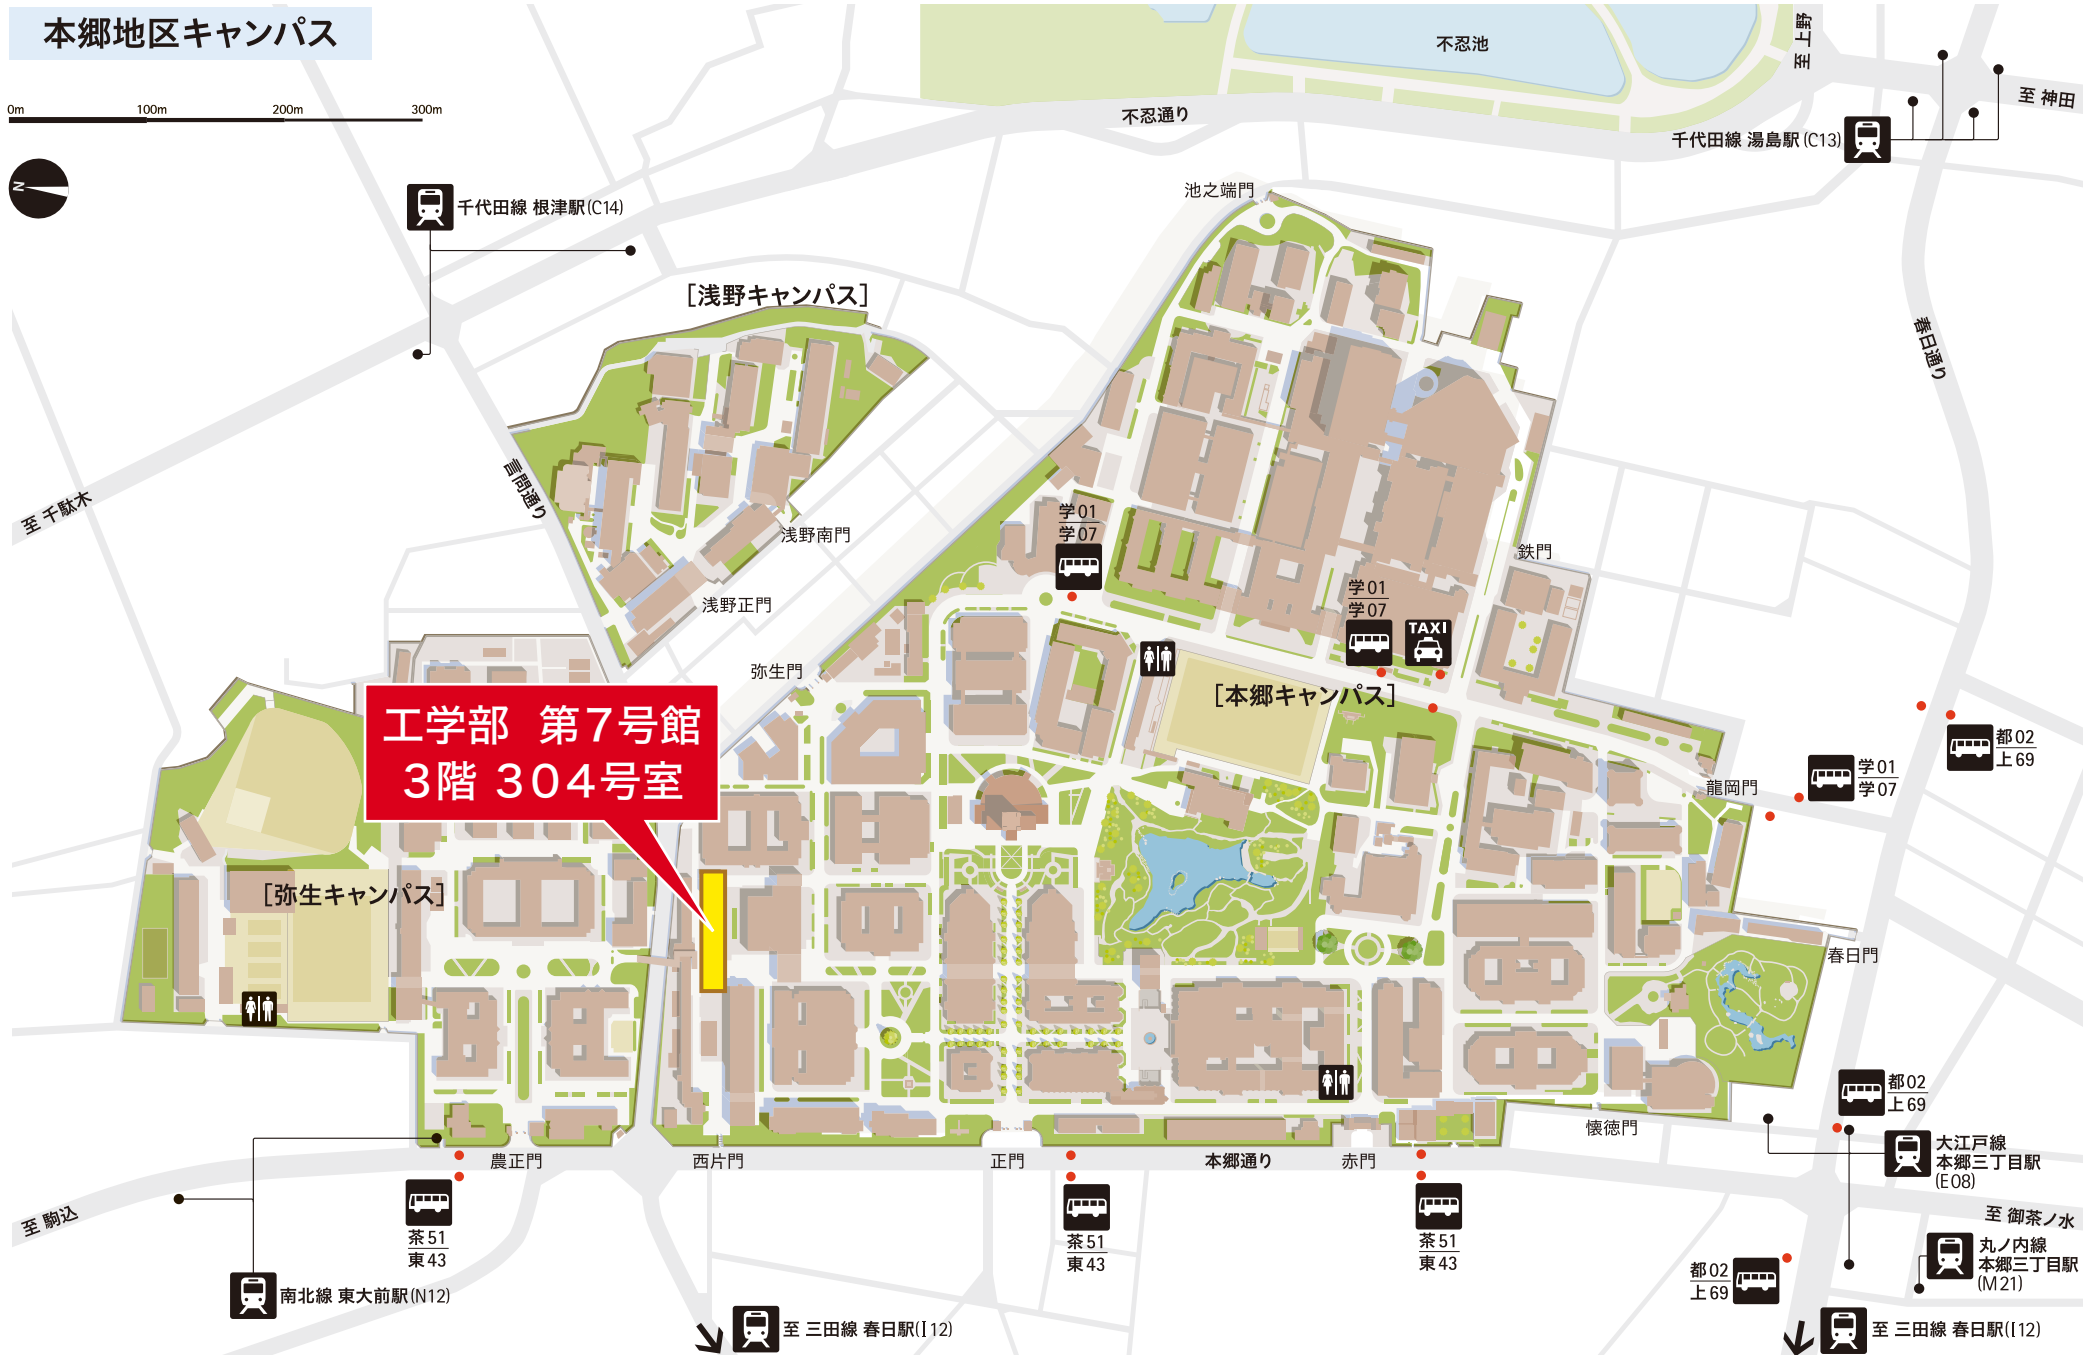 本郷地区キャンパス
0m 100m 200m 300m
N
不忍池
至 上野
至 神田
不忍通り
千代田線 湯島駅(C13)
池之端門
千代田線 根津駅(C14)
[浅野キャンパス]
春日通り
言問通り
至 千駄木
浅野南門
学01
学07
鉄門
学01
学07
TAXI
浅野正門
弥生門
[本郷キャンパス]
工学部 第7号館
3階 304号室
都02
上69
学01
学07
龍岡門
[弥生キャンパス]
春日門
都02
上69
懐徳門
大江戸線
本郷三丁目駅
(E08)
農正門
西片門
正門
本郷通り
赤門
至 駒込
至 御茶ノ水
茶51
東43
茶51
東43
茶51
東43
丸ノ内線
本郷三丁目駅
(M21)
都02
上69
南北線 東大前駅(N12)
至 三田線 春日駅(I12)
至 三田線 春日駅(I12)